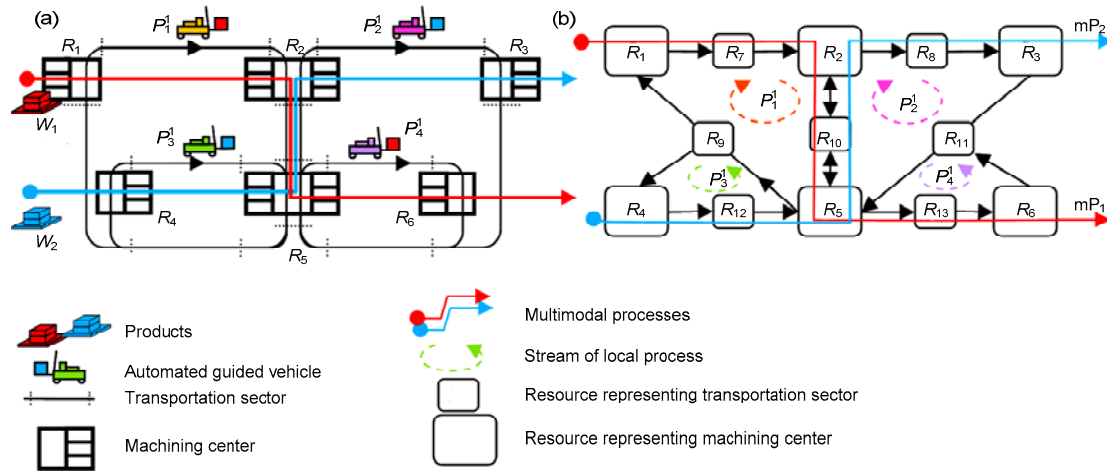 (a)
P₁¹
P₂¹
R₁
R₂
R₃
W₁
P₃¹
P₄¹
R₄
R₆
W₂
R₅
(b)
mP₂
R₁
R₇
R₂
R₈
R₃
P₁¹
P₂¹
R₉
R₁₀
R₁₁
P₃¹
P₄¹
R₄
R₁₂
R₅
R₁₃
R₆
mP₁
Products
Automated guided vehicle
Transportation sector
Machining center
Multimodal processes
Stream of local process
Resource representing transportation sector
Resource representing machining center